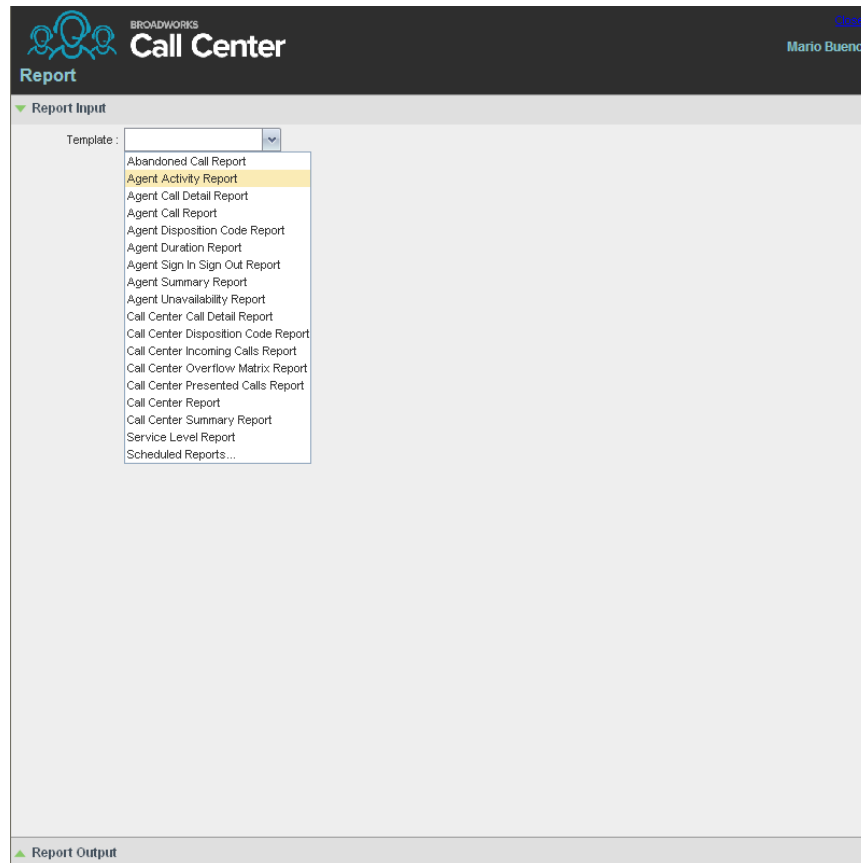 BROADWORKS
Close
Call Center
Mario Bueno
Report
Report Input
Template :
Abandoned Call Report
Agent Activity Report
Agent Call Detail Report
Agent Call Report
Agent Disposition Code Report
Agent Duration Report
Agent Sign In Sign Out Report
Agent Summary Report
Agent Unavailability Report
Call Center Call Detail Report
Call Center Disposition Code Report
Call Center Incoming Calls Report
Call Center Overflow Matrix Report
Call Center Presented Calls Report
Call Center Report
Call Center Summary Report
Service Level Report
Scheduled Reports...
Report Output